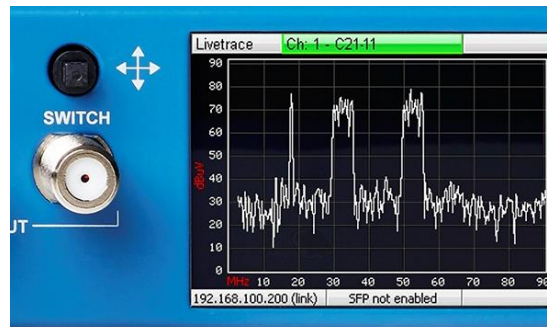 Livetrace Ch: 1 - C21-11
90
80
70
60
50
40
30
20
10
0
dBuV
MHz 10 20 30 40 50 60 70 80 90
192.168.100.200 (link) SFP not enabled
SWITCH
UT